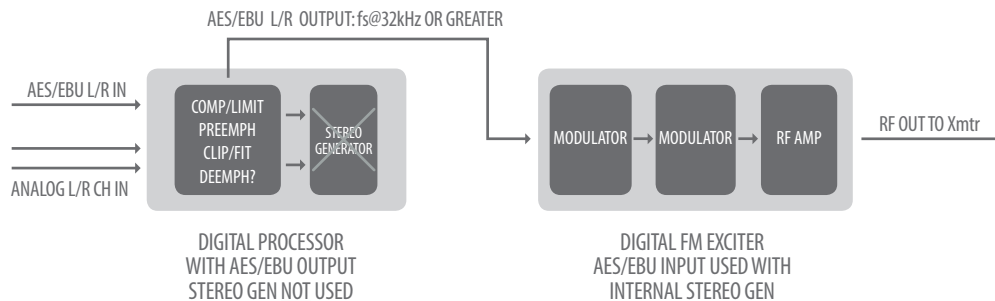 AES/EBU L/R OUTPUT: fs@32kHz OR GREATER
AES/EBU L/R IN
ANALOG L/R CH IN
COMP/LIMIT
PREEMPH
CLIP/FIT
DEEMPH?
STEREO
GENERATOR
MODULATOR
MODULATOR
RF AMP
RF OUT TO Xmtr
DIGITAL PROCESSOR
WITH AES/EBU OUTPUT
STEREO GEN NOT USED
DIGITAL FM EXCITER
AES/EBU INPUT USED WITH
INTERNAL STEREO GEN